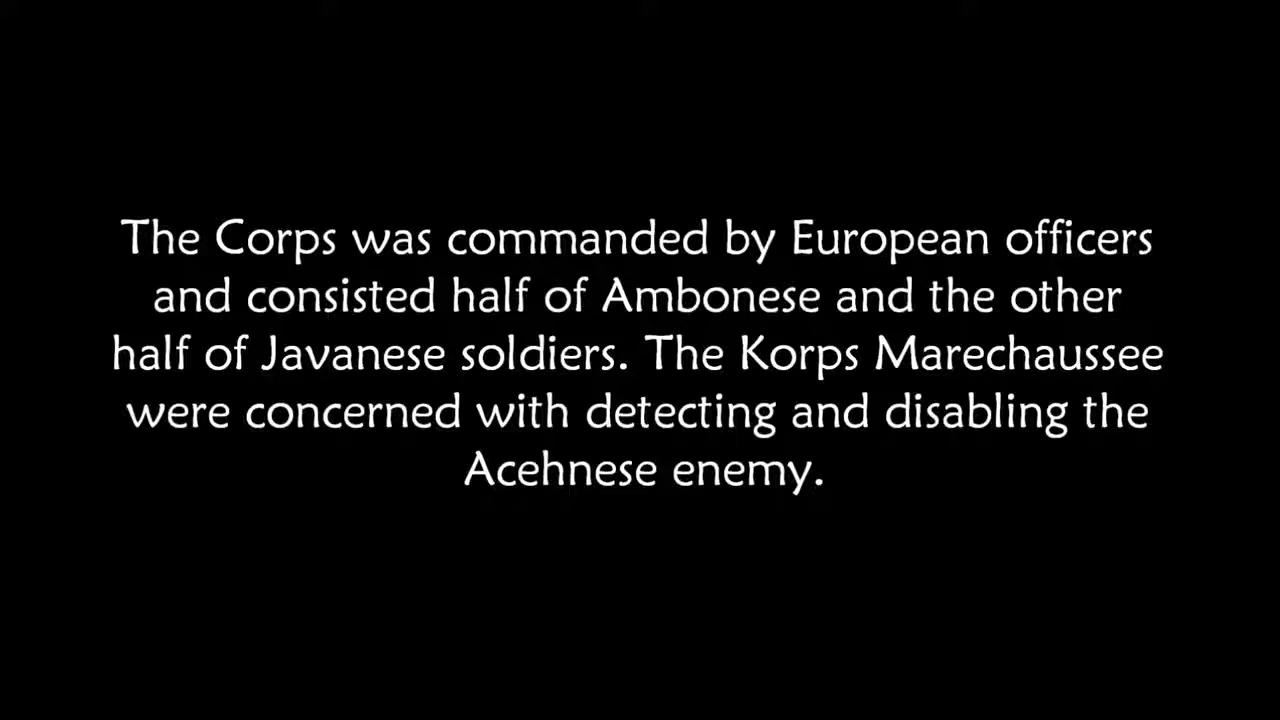 The Corps was commanded by European officers
and consisted half of Ambonese and the other
half of Javanese soldiers. The Korps Marechaussee
were concerned with detecting and disabling the
Acehnese enemy.